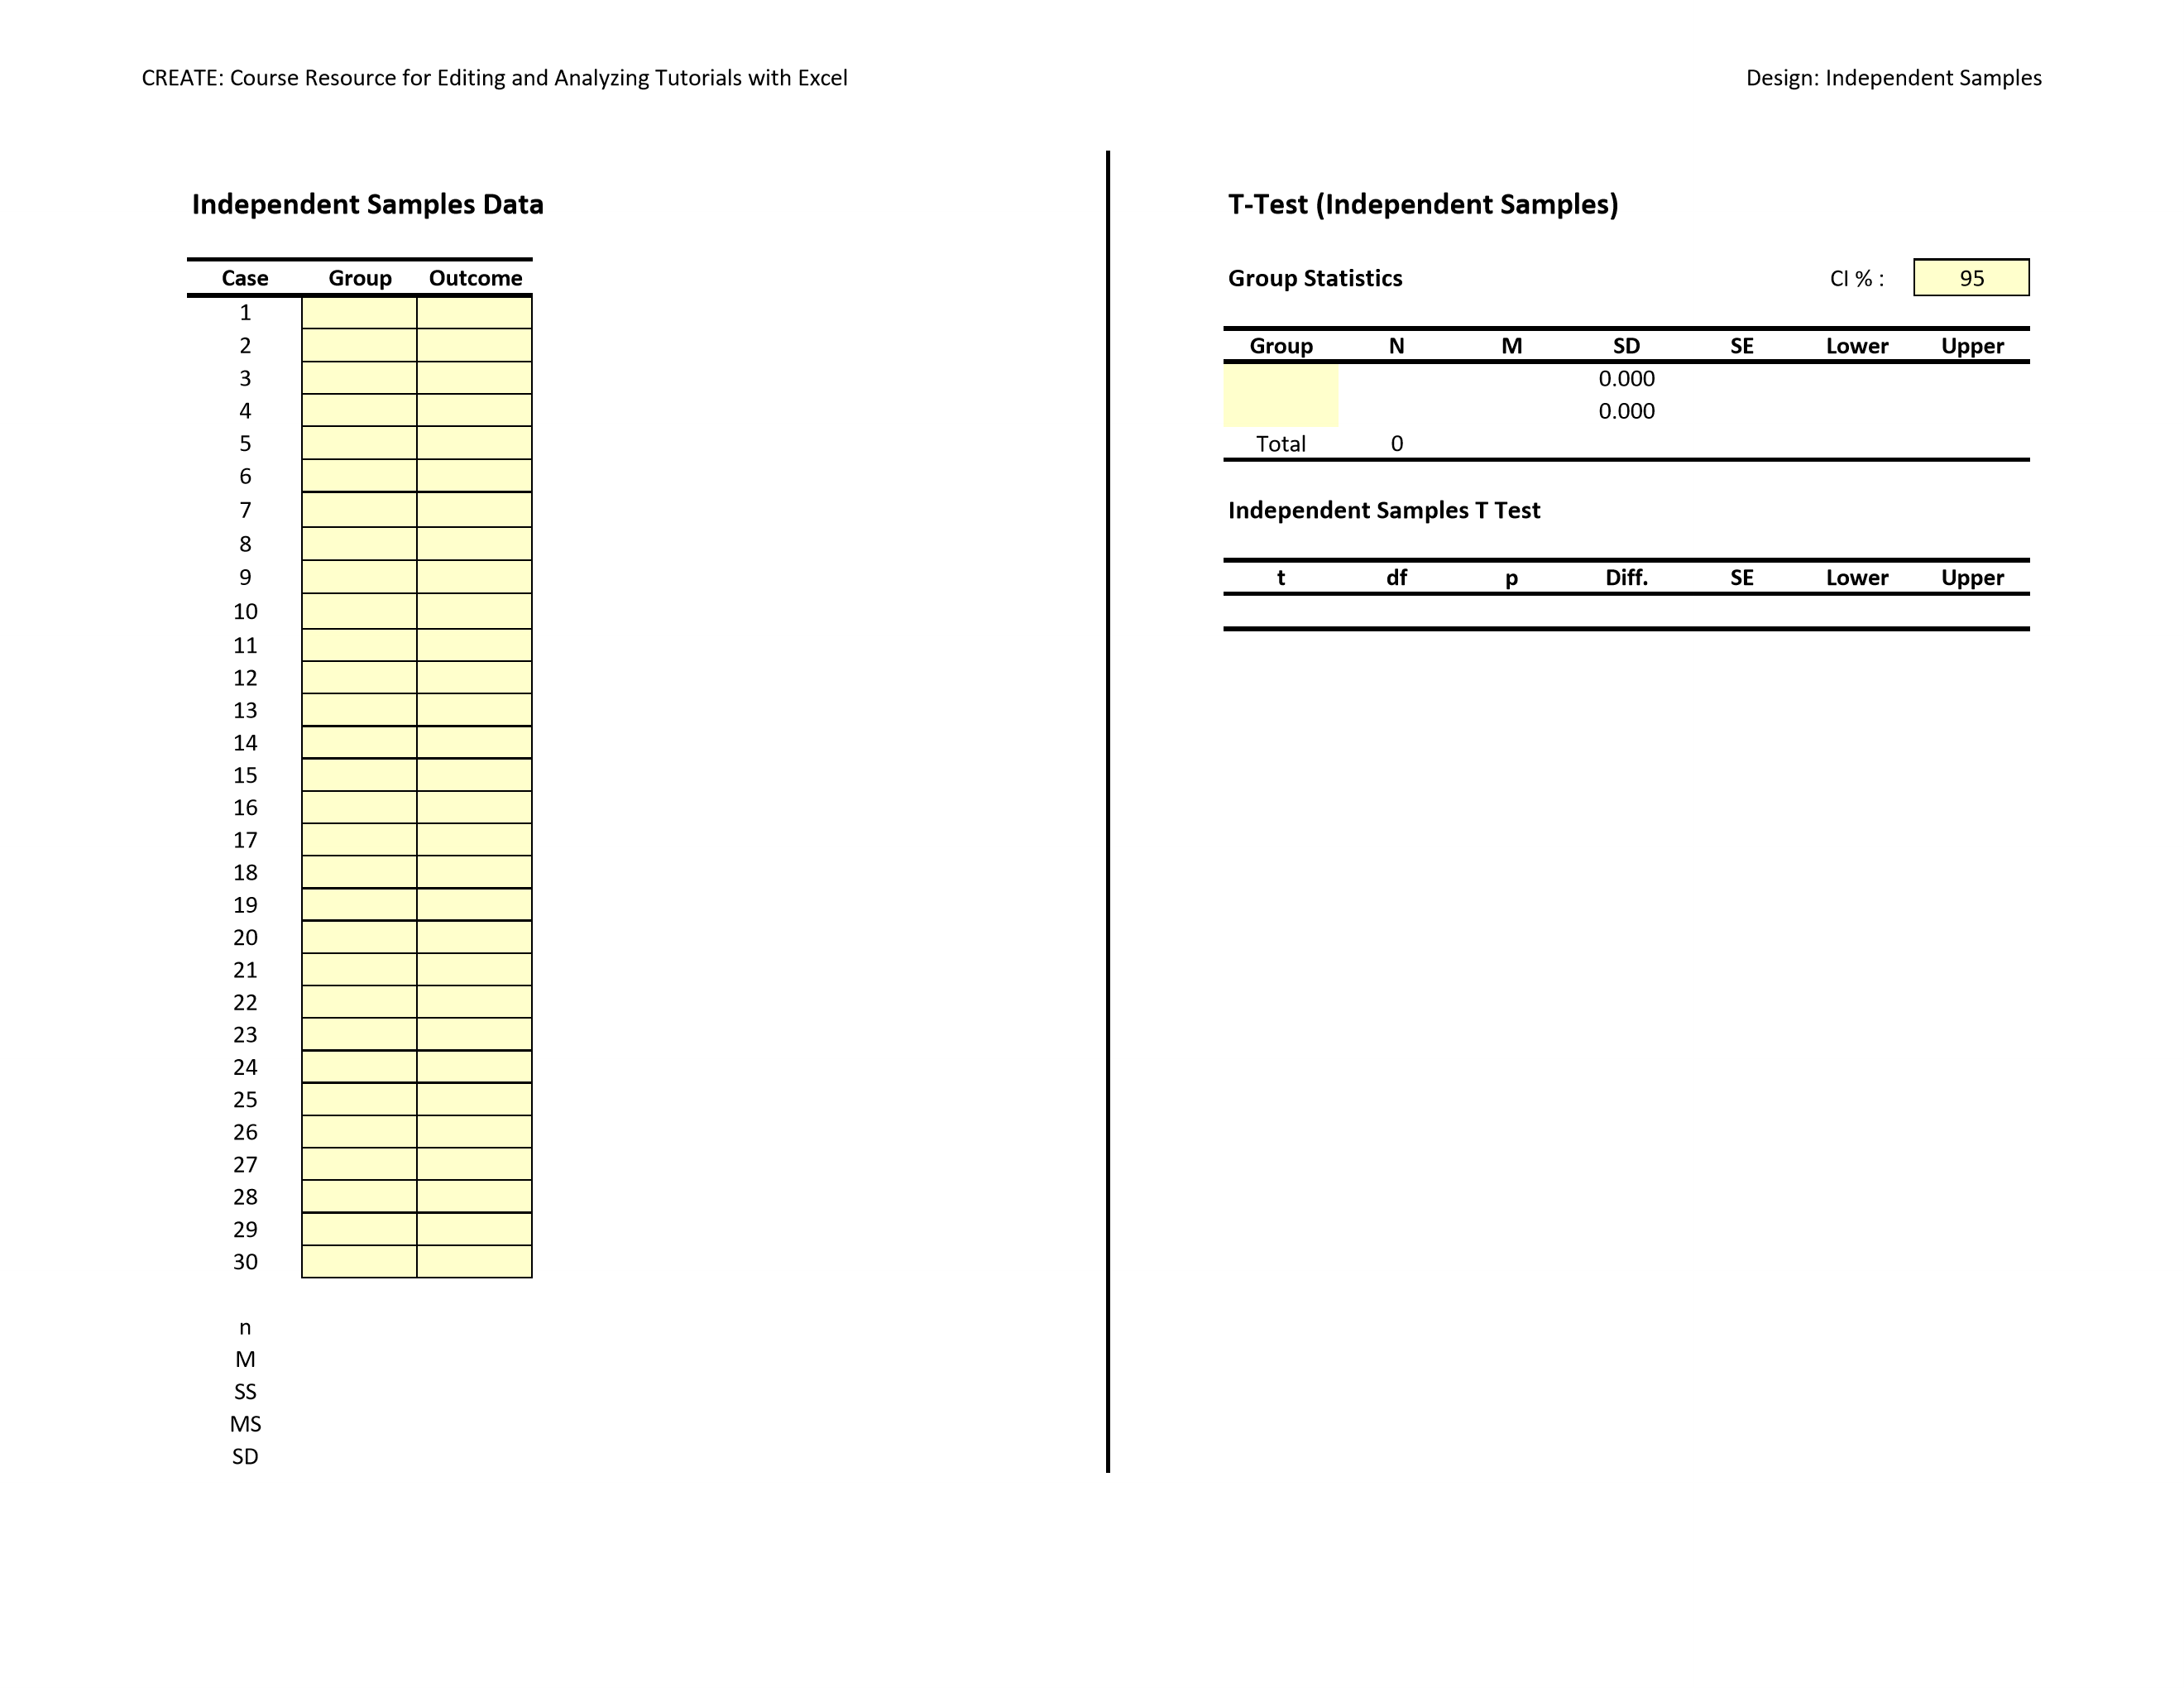 CREATE: Course Resource for Editing and Analyzing Tutorials with Excel
Design: Independent Samples
Independent Samples Data
Case Group Outcome
1
2
3
4
5
6
7
8
9
10
11
12
13
14
15
16
17
18
19
20
21
22
23
24
25
26
27
28
29
30
n
M
SS
MS
SD
T-Test (Independent Samples)
Group Statistics CI % : 95
Group N M SD SE Lower Upper
0.000
0.000
Total 0
Independent Samples T Test
t df p Diff. SE Lower Upper